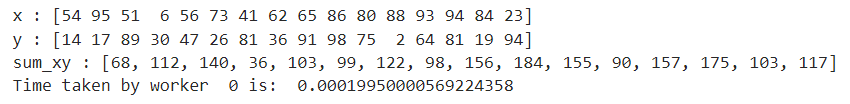 x : [54 95 51  6 56 73 41 62 65 86 80 88 93 94 84 23]
y : [14 17 89 30 47 26 81 36 91 98 75  2 64 81 19 94]
sum_xy : [68, 112, 140, 36, 103, 99, 122, 98, 156, 184, 155, 90, 157, 175, 103, 117]
Time taken by worker  0 is:  0.00019950000569224358